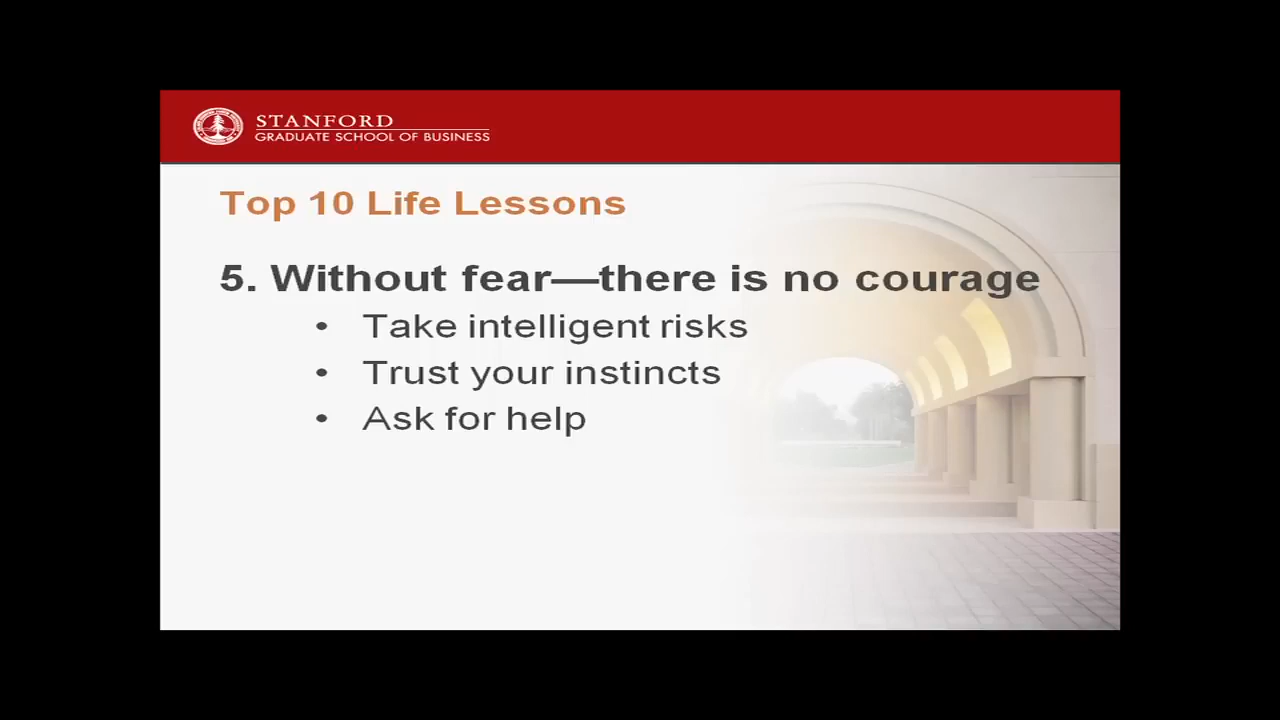 STANFORD
GRADUATE SCHOOL OF BUSINESS
Top 10 Life Lessons
5. Without fear—there is no courage
• Take intelligent risks
• Trust your instincts
• Ask for help